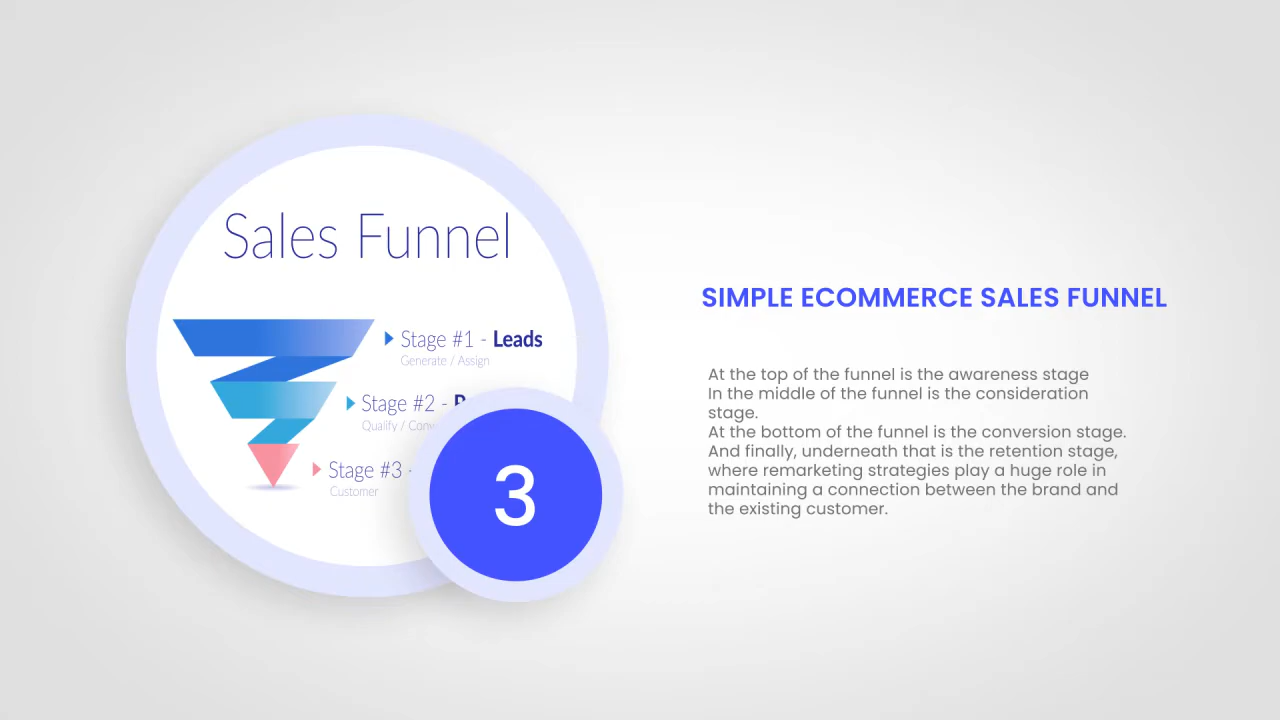 Sales Funnel
Stage #1 - Leads
Generate / Assign
Stage #2 -
Qualify /
Stage #3 -
Customer
3
SIMPLE ECOMMERCE SALES FUNNEL
At the top of the funnel is the awareness stage
In the middle of the funnel is the consideration
stage.
At the bottom of the funnel is the conversion stage.
And finally, underneath that is the retention stage,
where remarketing strategies play a huge role in
maintaining a connection between the brand and
the existing customer.